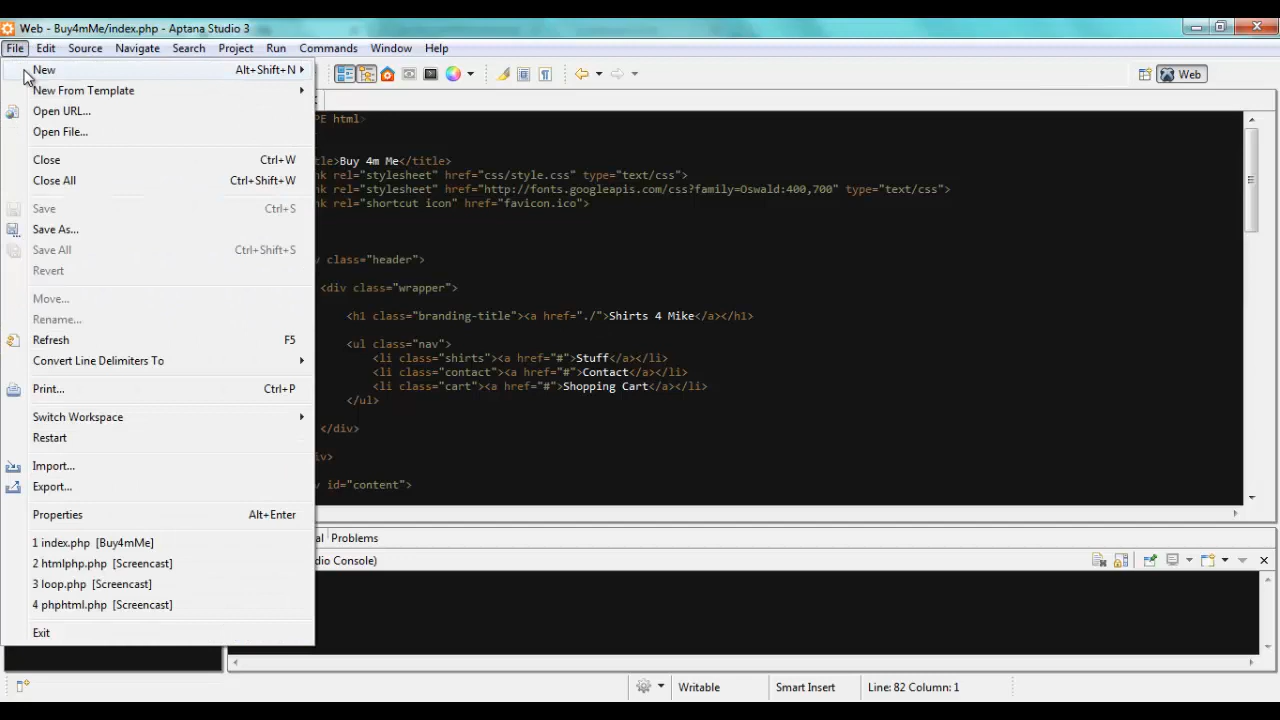 Web - Buy4mMe/index.php - Aptana Studio 3
File Edit Source Navigate Search Project Run Commands Window Help
New Alt+Shift+N
New From Template
Open URL...
Open File...
Close Ctrl+W
Close All Ctrl+Shift+W
Save Ctrl+S
Save As...
Save All Ctrl+Shift+S
Revert
Move...
Rename...
Refresh F5
Convert Line Delimiters To
Print... Ctrl+P
Switch Workspace
Restart
Import...
Export...
Properties Alt+Enter
1 index.php [Buy4mMe]
2 htmlphp.php [Screencast]
3 loop.php [Screencast]
4 phphtml.php [Screencast]
Exit
Web
PE html>
tle>Buy 4m Me</title>
nk rel="stylesheet" href="css/style.css" type="text/css">
nk rel="stylesheet" href="http://fonts.googleapis.com/css?family=Oswald:400,700" type="text/css">
nk rel="shortcut icon" href="favicon.ico">
v class="header">
<div class="wrapper">
<h1 class="branding-title"><a href="./">Shirts 4 Mike</a></h1>
<ul class="nav">
<li class="shirts"><a href="#">Stuff</a></li>
<li class="contact"><a href="#">Contact</a></li>
<li class="cart"><a href="#">Shopping Cart</a></li>
</ul>
</div>
iv>
v id="content">
al Problems
dio Console)
Writable Smart Insert Line: 82 Column: 1